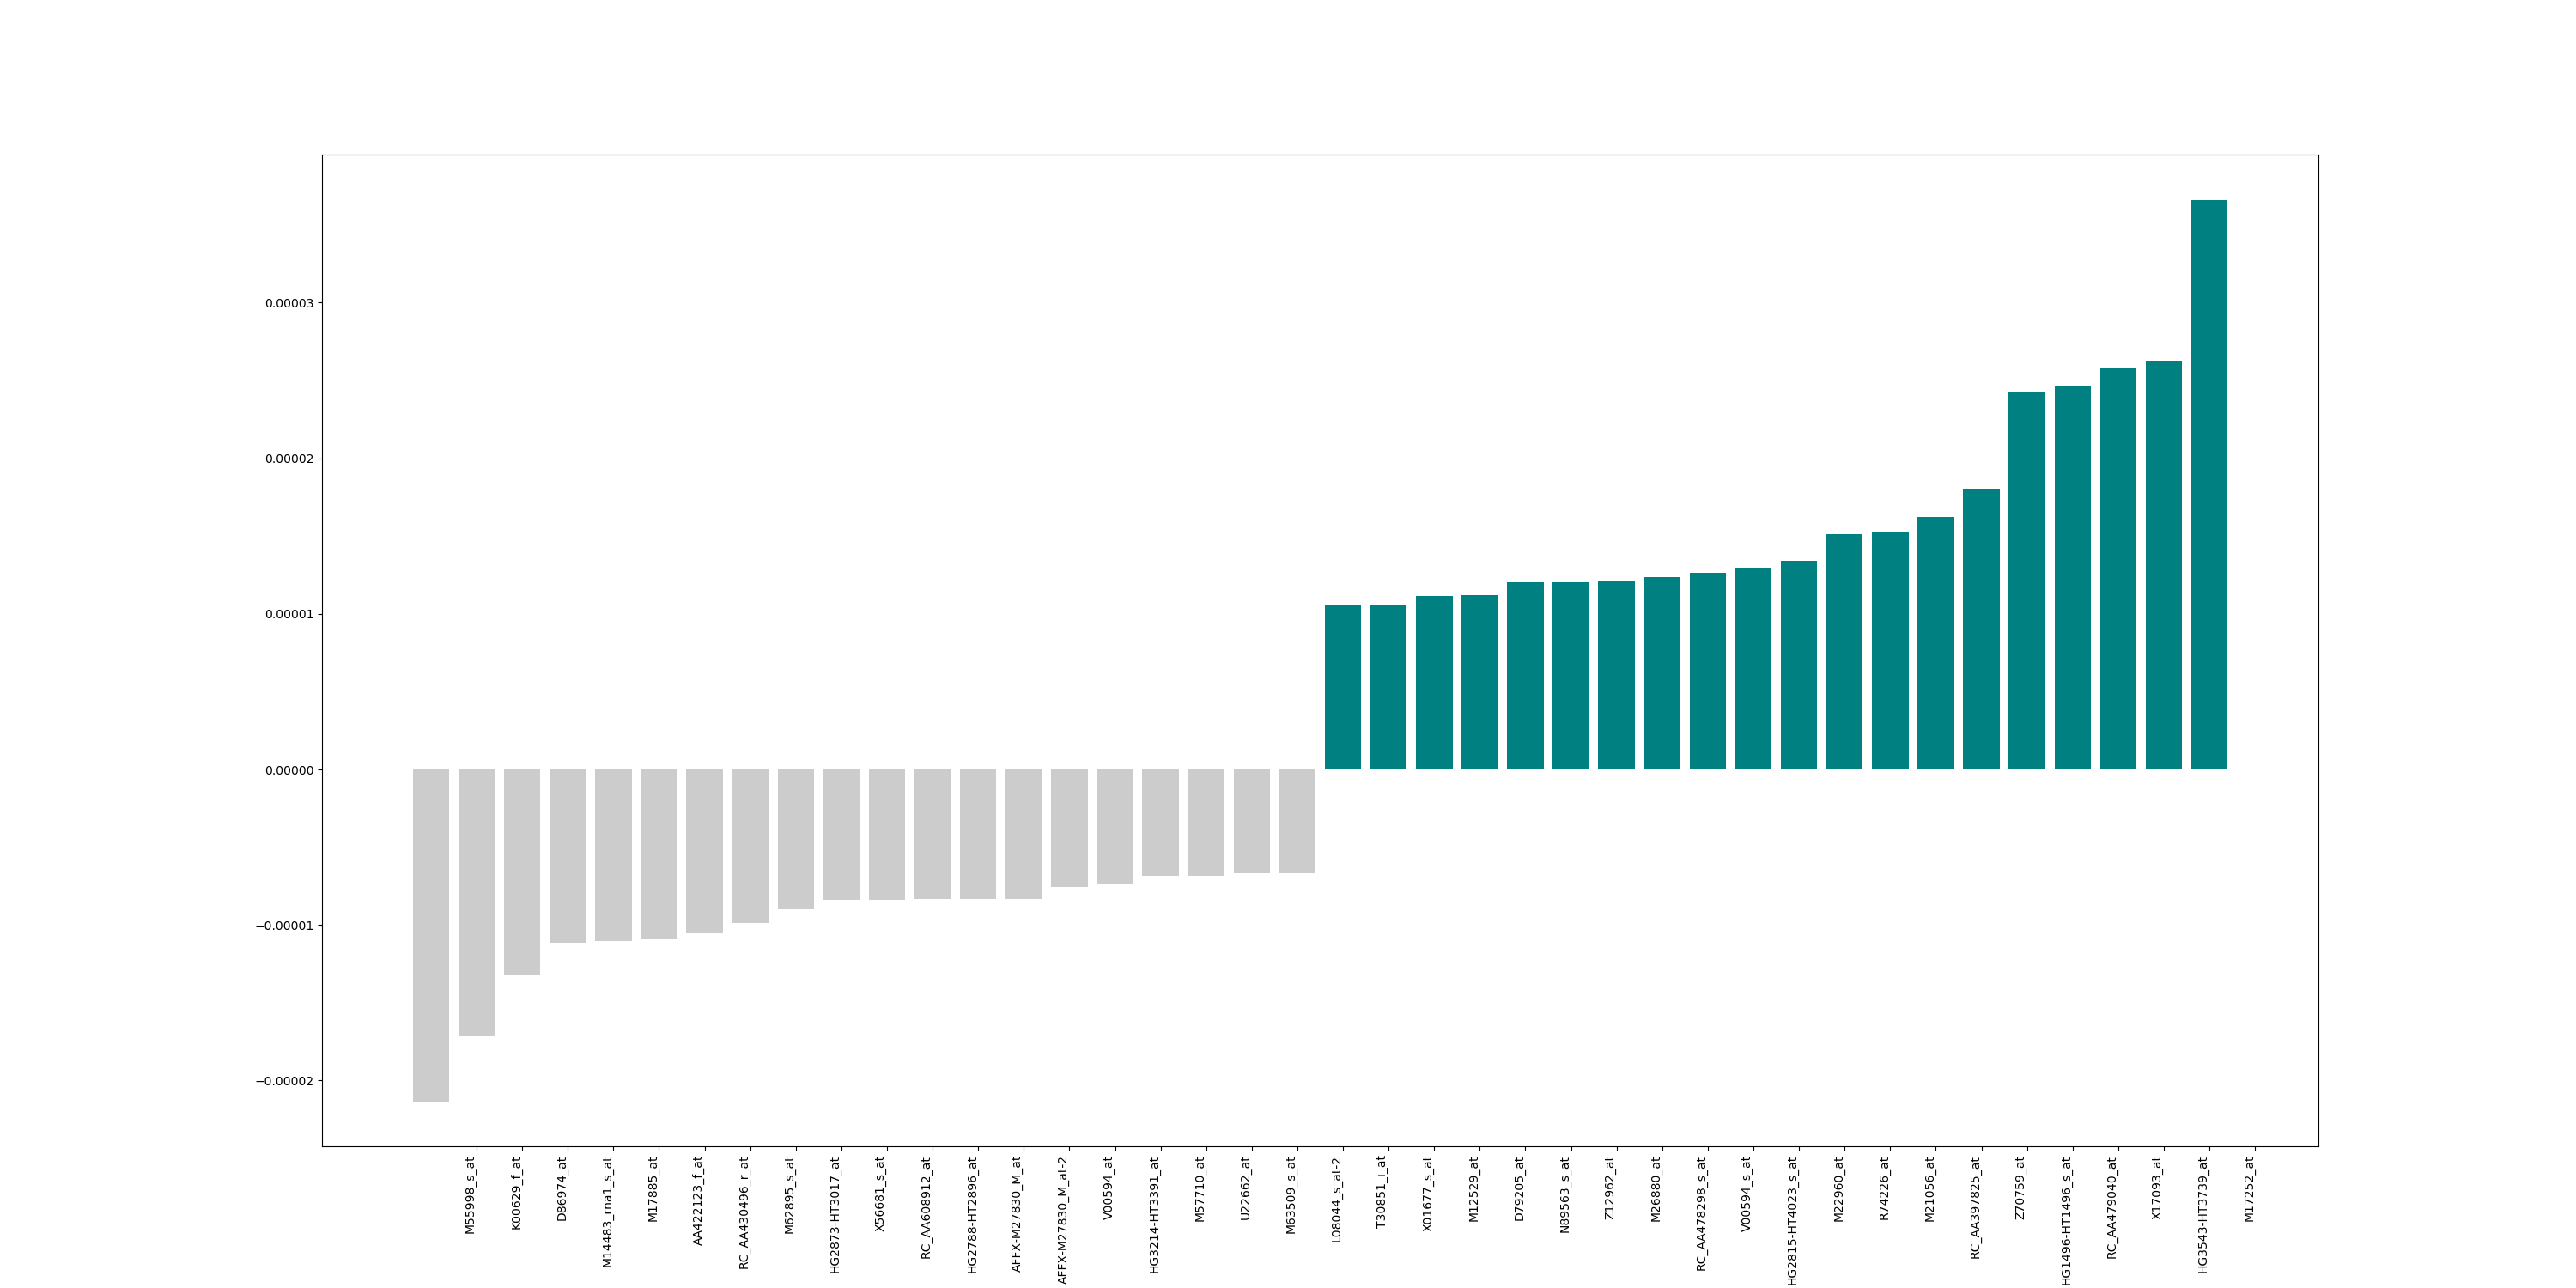 0.00003
0.00002
0.00001
0.00000
−0.00001
−0.00002
M55998_s_at
K00629_f_at
D86974_at
M14483_rna1_s_at
M17885_at
AA422123_f_at
RC_AA430496_r_at
M62895_s_at
HG2873-HT3017_at
X56681_s_at
RC_AA608912_at
HG2788-HT2896_at
AFFX-M27830_M_at
AFFX-M27830_M_at-2
V00594_at
HG3214-HT3391_at
M57710_at
U22662_at
M63509_s_at
L08044_s_at-2
T30851_i_at
X01677_s_at
M12529_at
D79205_at
N89563_s_at
Z12962_at
M26880_at
RC_AA478298_s_at
V00594_s_at
HG2815-HT4023_s_at
M22960_at
R74226_at
M21056_at
RC_AA397825_at
Z70759_at
HG1496-HT1496_s_at
RC_AA479040_at
X17093_at
HG3543-HT3739_at
M17252_at